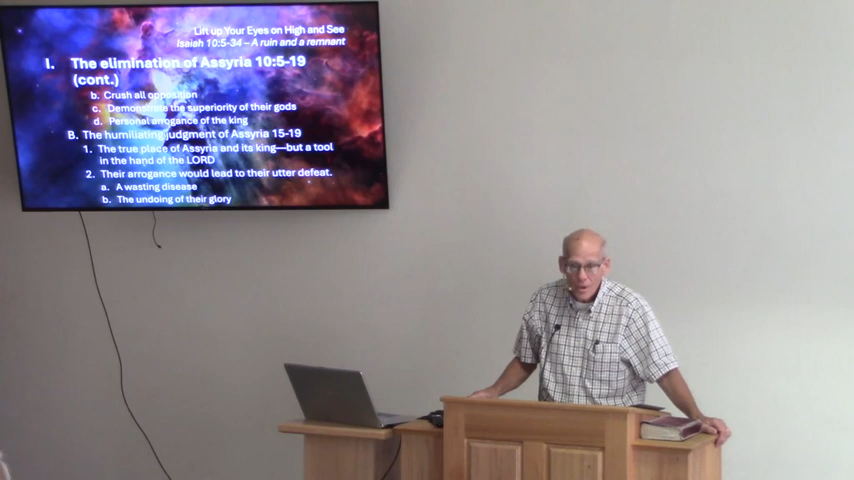 Lift up Your Eyes on High and See
Isaiah 10:5-34 – A ruin and a remnant
I. The elimination of Assyria 10:5-19
(cont.)
b. Crush all opposition
c. Demonstrate the superiority of their gods
d. Personal arrogance of the king
B. The humiliating judgment of Assyria 15-19
1. The true place of Assyria and its king—but a tool
in the hand of the LORD
2. Their arrogance would lead to their utter defeat.
a. A wasting disease
b. The undoing of their glory